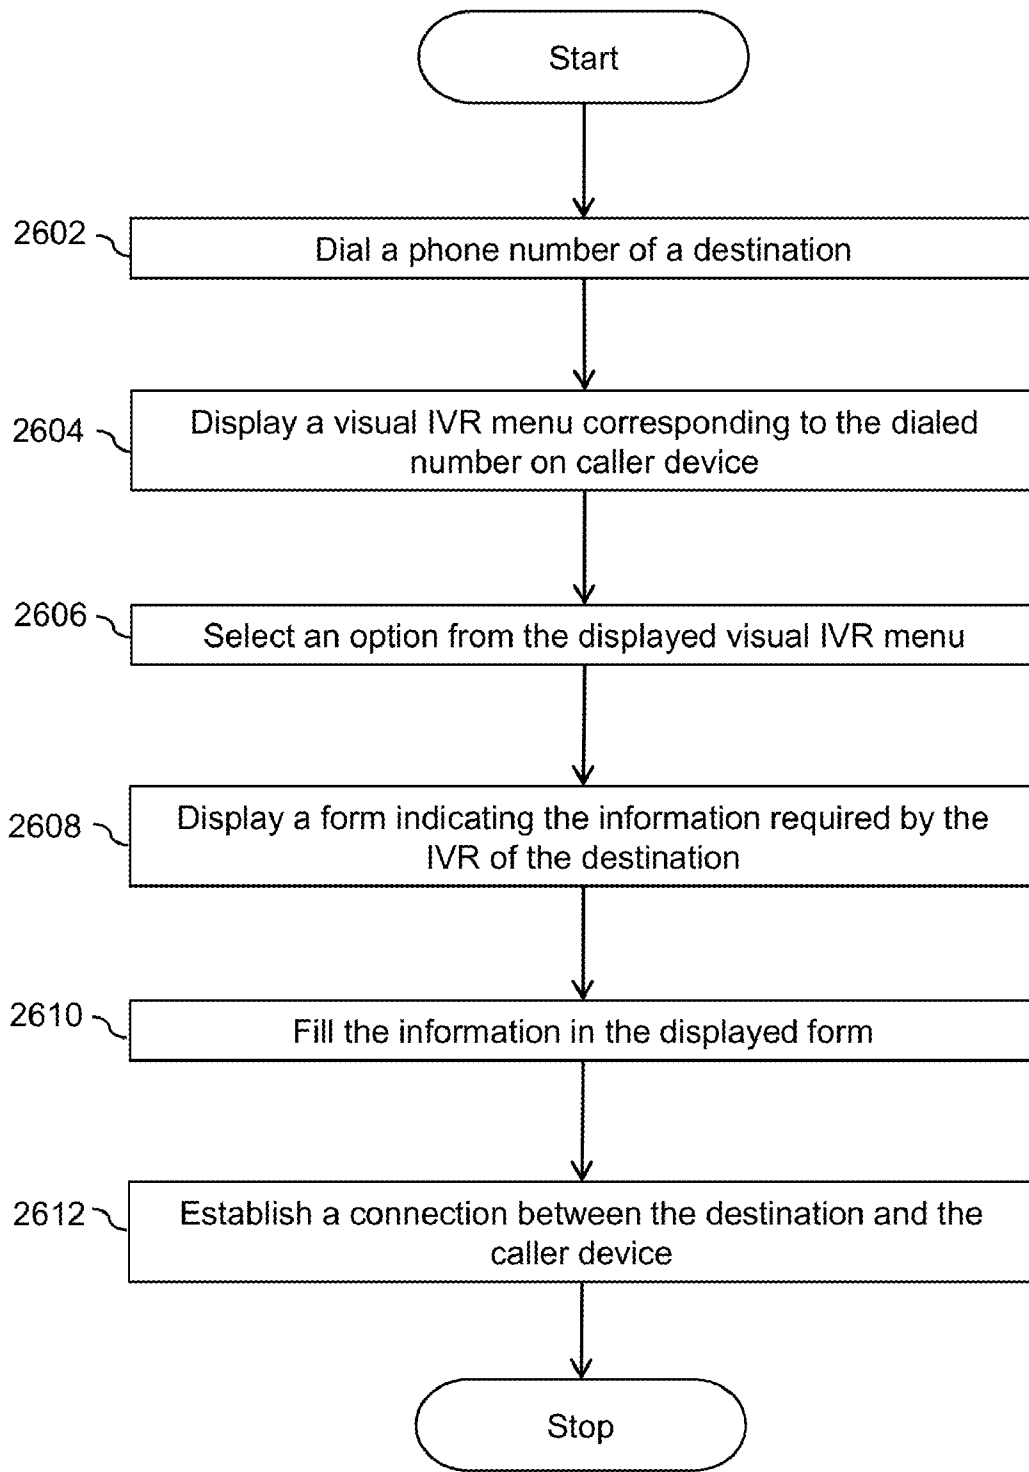 Start
2602
Dial a phone number of a destination
2604
Display a visual IVR menu corresponding to the dialed
number on caller device
2606
Select an option from the displayed visual IVR menu
2608
Display a form indicating the information required by the
IVR of the destination
2610
Fill the information in the displayed form
2612
Establish a connection between the destination and the
caller device
Stop